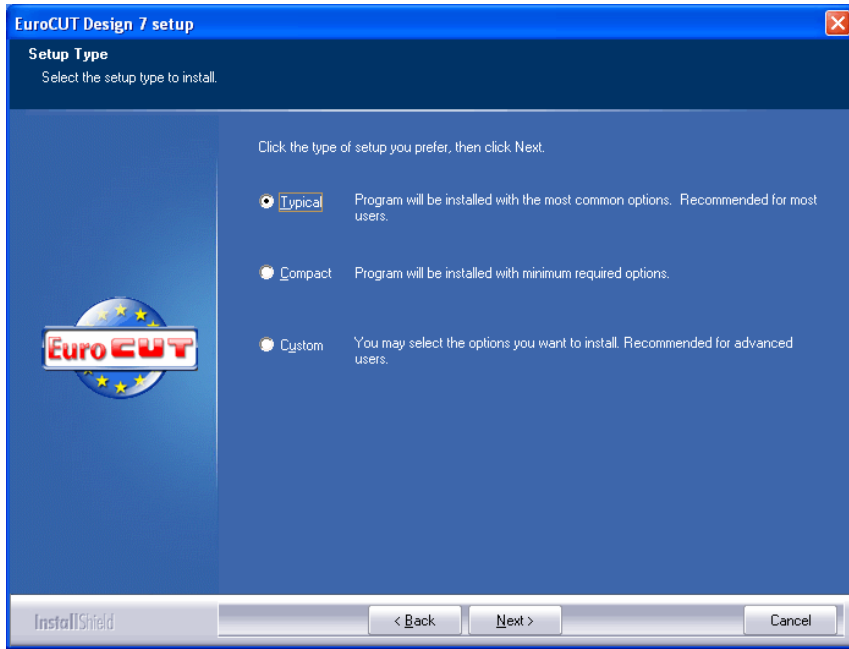 EuroCUT Design 7 setup
Setup Type
Select the setup type to install.
Click the type of setup you prefer, then click Next.
Typical Program will be installed with the most common options. Recommended for most
users.
Compact Program will be installed with minimum required options.
Custom You may select the options you want to install. Recommended for advanced
users.
Euro CUT
InstallShield
< Back Next > Cancel